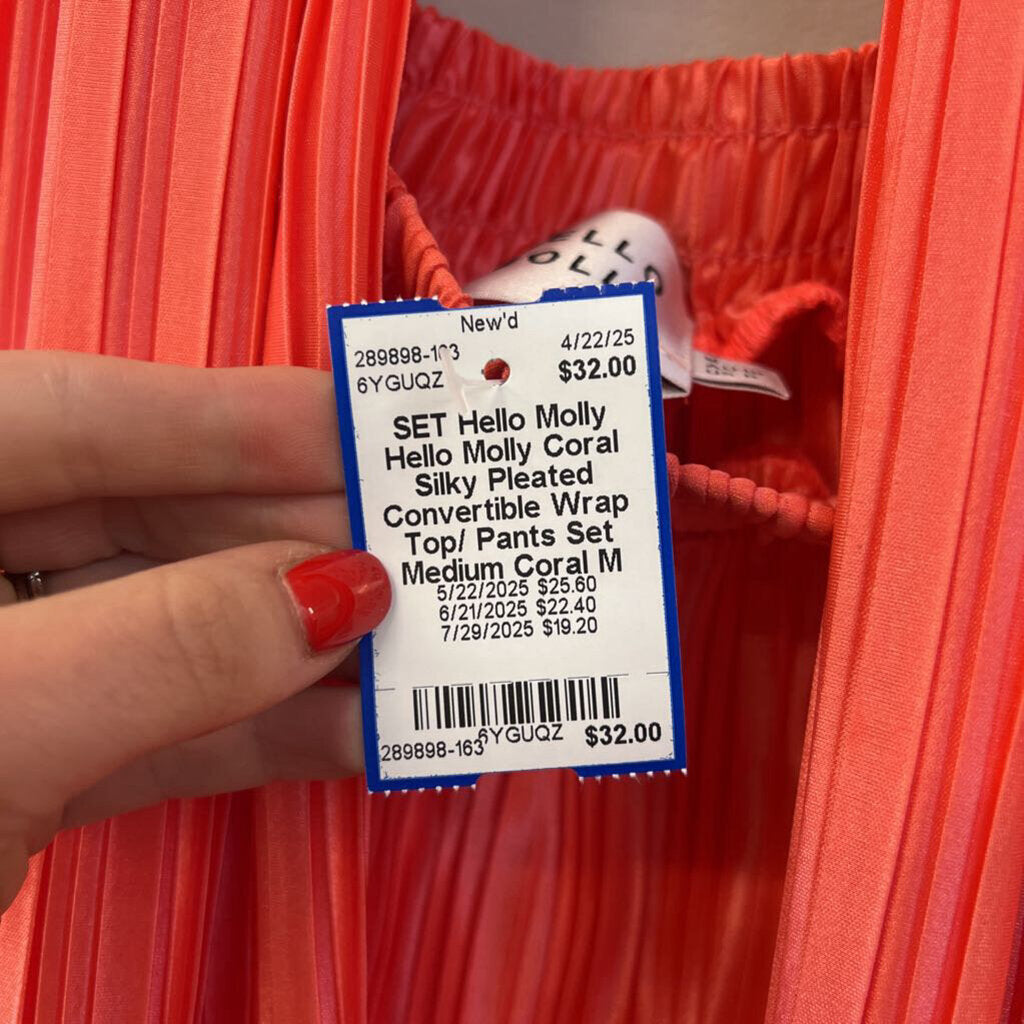 ELLO
OLL
New'd
289898-163 4/22/25
6YGUQZ $32.00
SET Hello Molly
Hello Molly Coral
Silky Pleated
Convertible Wrap
Top/ Pants Set
Medium Coral M
5/22/2025 $25.60
6/21/2025 $22.40
7/29/2025 $19.20
289898-163 6YGUQZ $32.00